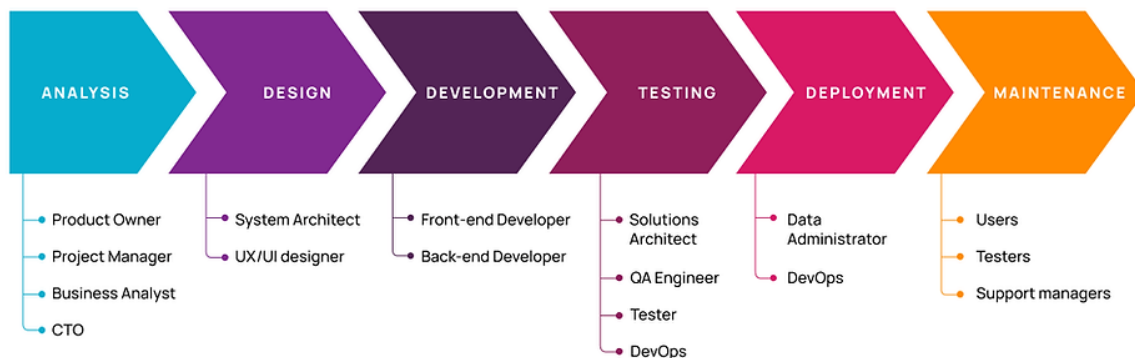 ANALYSIS
DESIGN
DEVELOPMENT
TESTING
DEPLOYMENT
MAINTENANCE
Product Owner
Project Manager
Business Analyst
CTO
System Architect
UX/UI designer
Front-end Developer
Back-end Developer
Solutions
Architect
QA Engineer
Tester
DevOps
Data
Administrator
DevOps
Users
Testers
Support managers